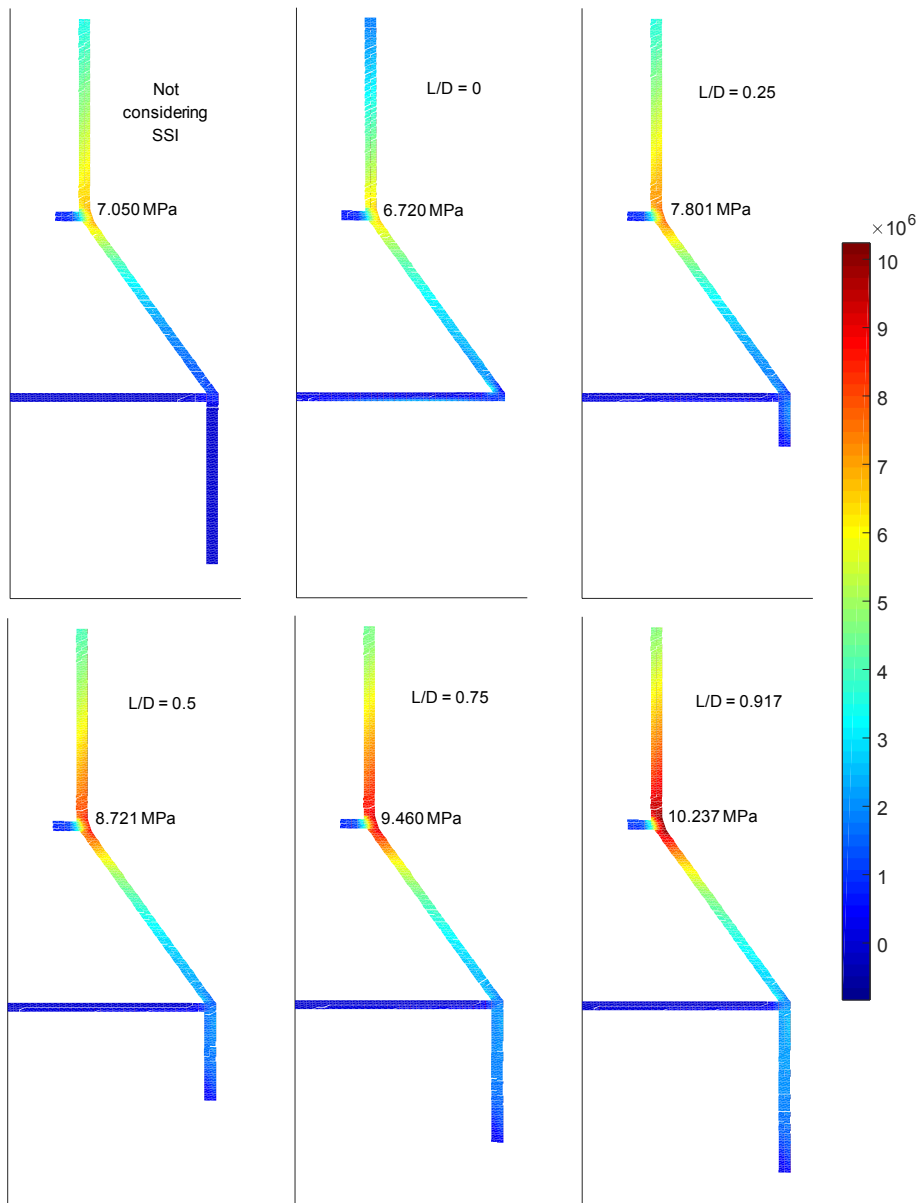 Not
considering
SSI
7.050 MPa
L/D = 0
6.720 MPa
L/D = 0.25
7.801 MPa
×10⁶
10
9
8
7
6
5
4
3
2
1
0
L/D = 0.5
8.721 MPa
L/D = 0.75
9.460 MPa
L/D = 0.917
10.237 MPa